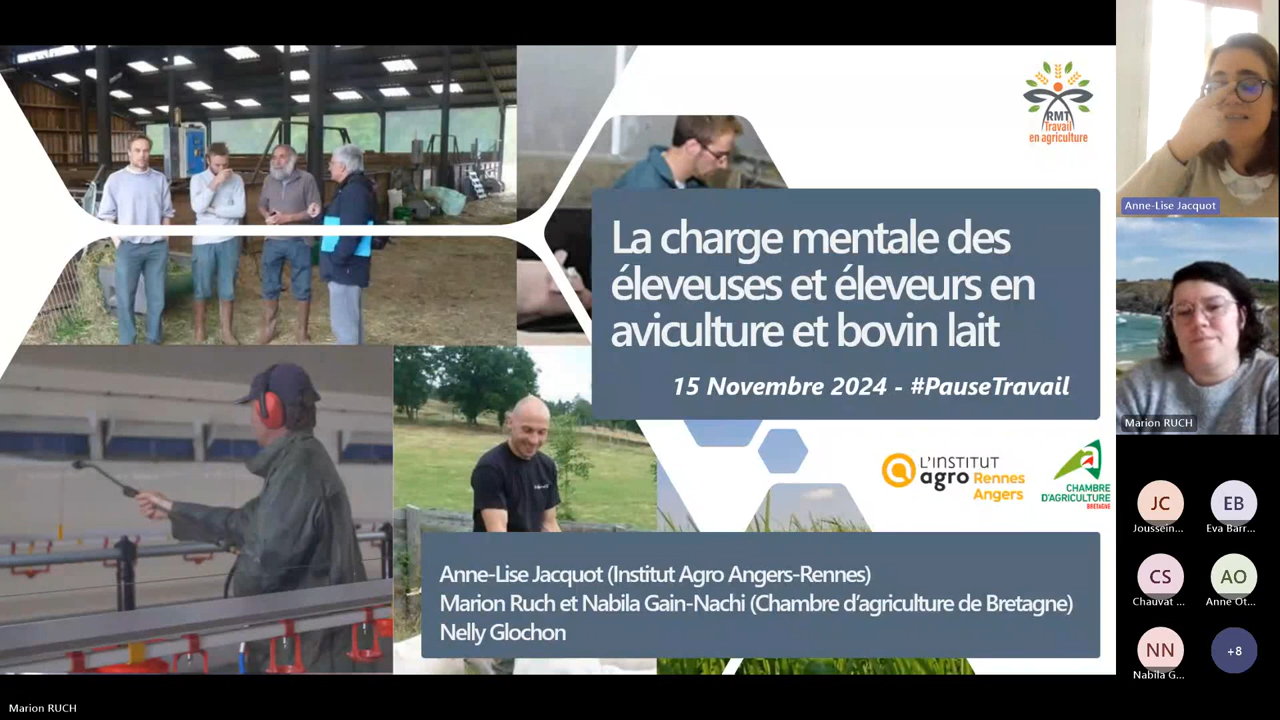 RMT
Travail
en agriculture
La charge mentale des
éleveuses et éleveurs en
aviculture et bovin lait
15 Novembre 2024 - #PauseTravail
L'INSTITUT
agro Rennes
Angers
CHAMBRE
D'AGRICULTURE
BRETAGNE
Anne-Lise Jacquot (Institut Agro Angers-Rennes)
Marion Ruch et Nabila Gain-Nachi (Chambre d'agriculture de Bretagne)
Nelly Glochon
Anne-Lise Jacquot
Marion RUCH
JC
Joussein...
EB
Eva Barr...
CS
Chauvat ...
AO
Anne Ot...
NN
Nabila G...
+8
Marion RUCH